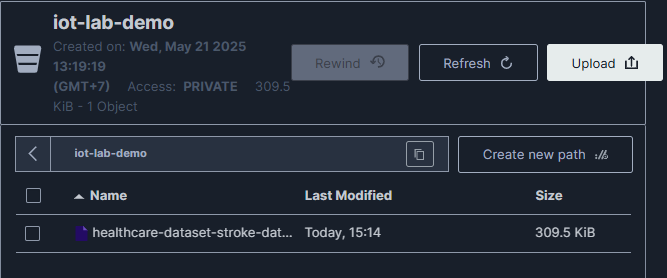 iot-lab-demo
Created on: Wed, May 21 2025
13:19:19
(GMT+7) Access: PRIVATE 309.5
KiB - 1 Object
Rewind
Refresh
Upload
iot-lab-demo
Create new path
Name Last Modified Size
healthcare-dataset-stroke-dat... Today, 15:14 309.5 KiB